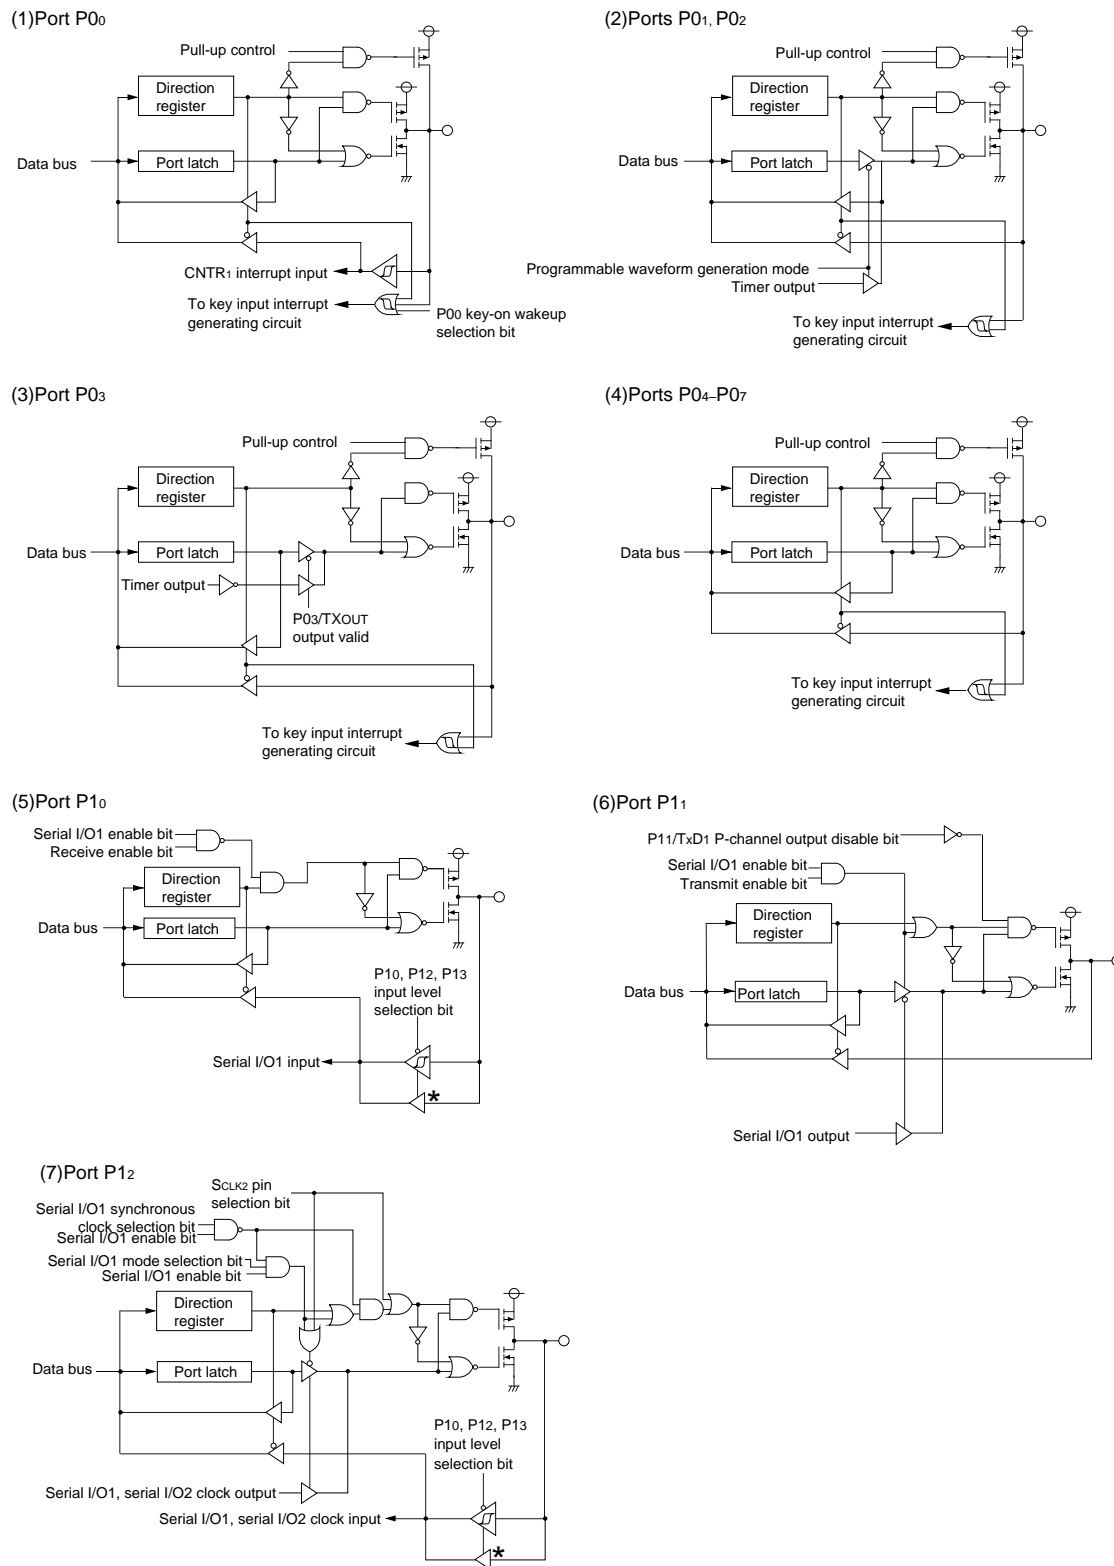 (1)Port P00
Pull-up control
Direction
register
Data bus
Port latch
CNTR1 interrupt input
To key input interrupt
generating circuit
P00 key-on wakeup
selection bit
(2)Ports P01, P02
Pull-up control
Direction
register
Data bus
Port latch
Programmable waveform generation mode
Timer output
To key input interrupt
generating circuit
(3)Port P03
Pull-up control
Direction
register
Data bus
Port latch
Timer output
P03/TXOUT
output valid
To key input interrupt
generating circuit
(4)Ports P04–P07
Pull-up control
Direction
register
Data bus
Port latch
To key input interrupt
generating circuit
(5)Port P10
Serial I/O1 enable bit
Receive enable bit
Direction
register
Data bus
Port latch
P10, P12, P13
input level
selection bit
Serial I/O1 input
*
(6)Port P11
P11/TxD1 P-channel output disable bit
Serial I/O1 enable bit
Transmit enable bit
Direction
register
Data bus
Port latch
Serial I/O1 output
(7)Port P12
SCLK2 pin
selection bit
Serial I/O1 synchronous
clock selection bit
Serial I/O1 enable bit
Serial I/O1 mode selection bit
Serial I/O1 enable bit
Direction
register
Data bus
Port latch
P10, P12, P13
input level
selection bit
Serial I/O1, serial I/O2 clock output
Serial I/O1, serial I/O2 clock input
*